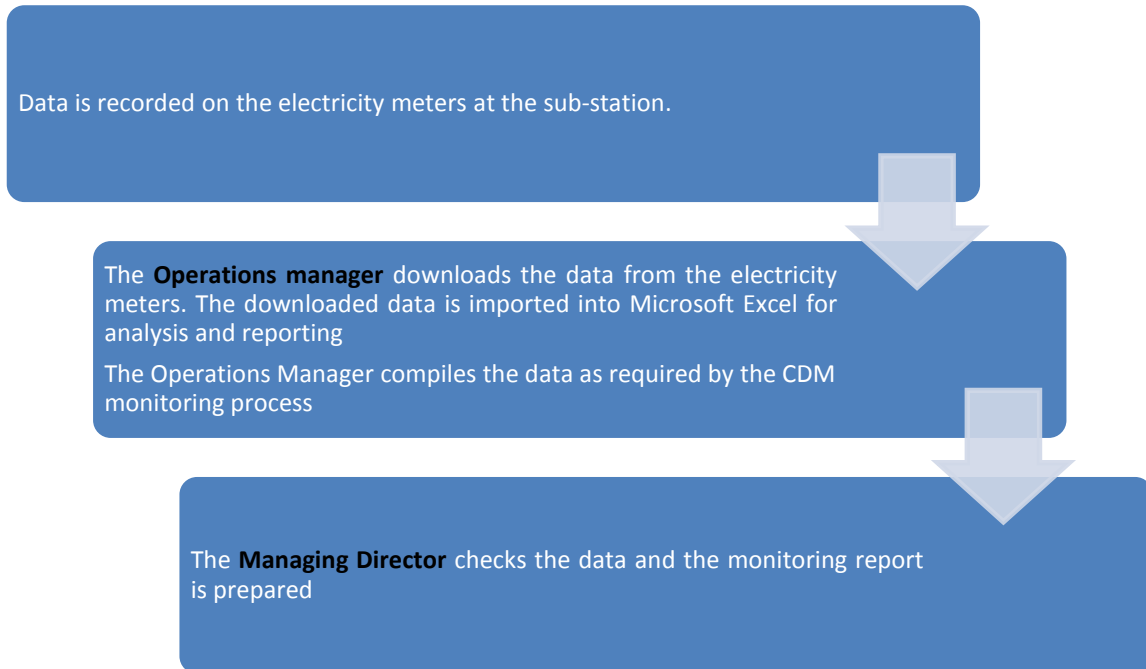 Data is recorded on the electricity meters at the sub-station.
The Operations manager downloads the data from the electricity
meters. The downloaded data is imported into Microsoft Excel for
analysis and reporting
The Operations Manager compiles the data as required by the CDM
monitoring process
The Managing Director checks the data and the monitoring report
is prepared